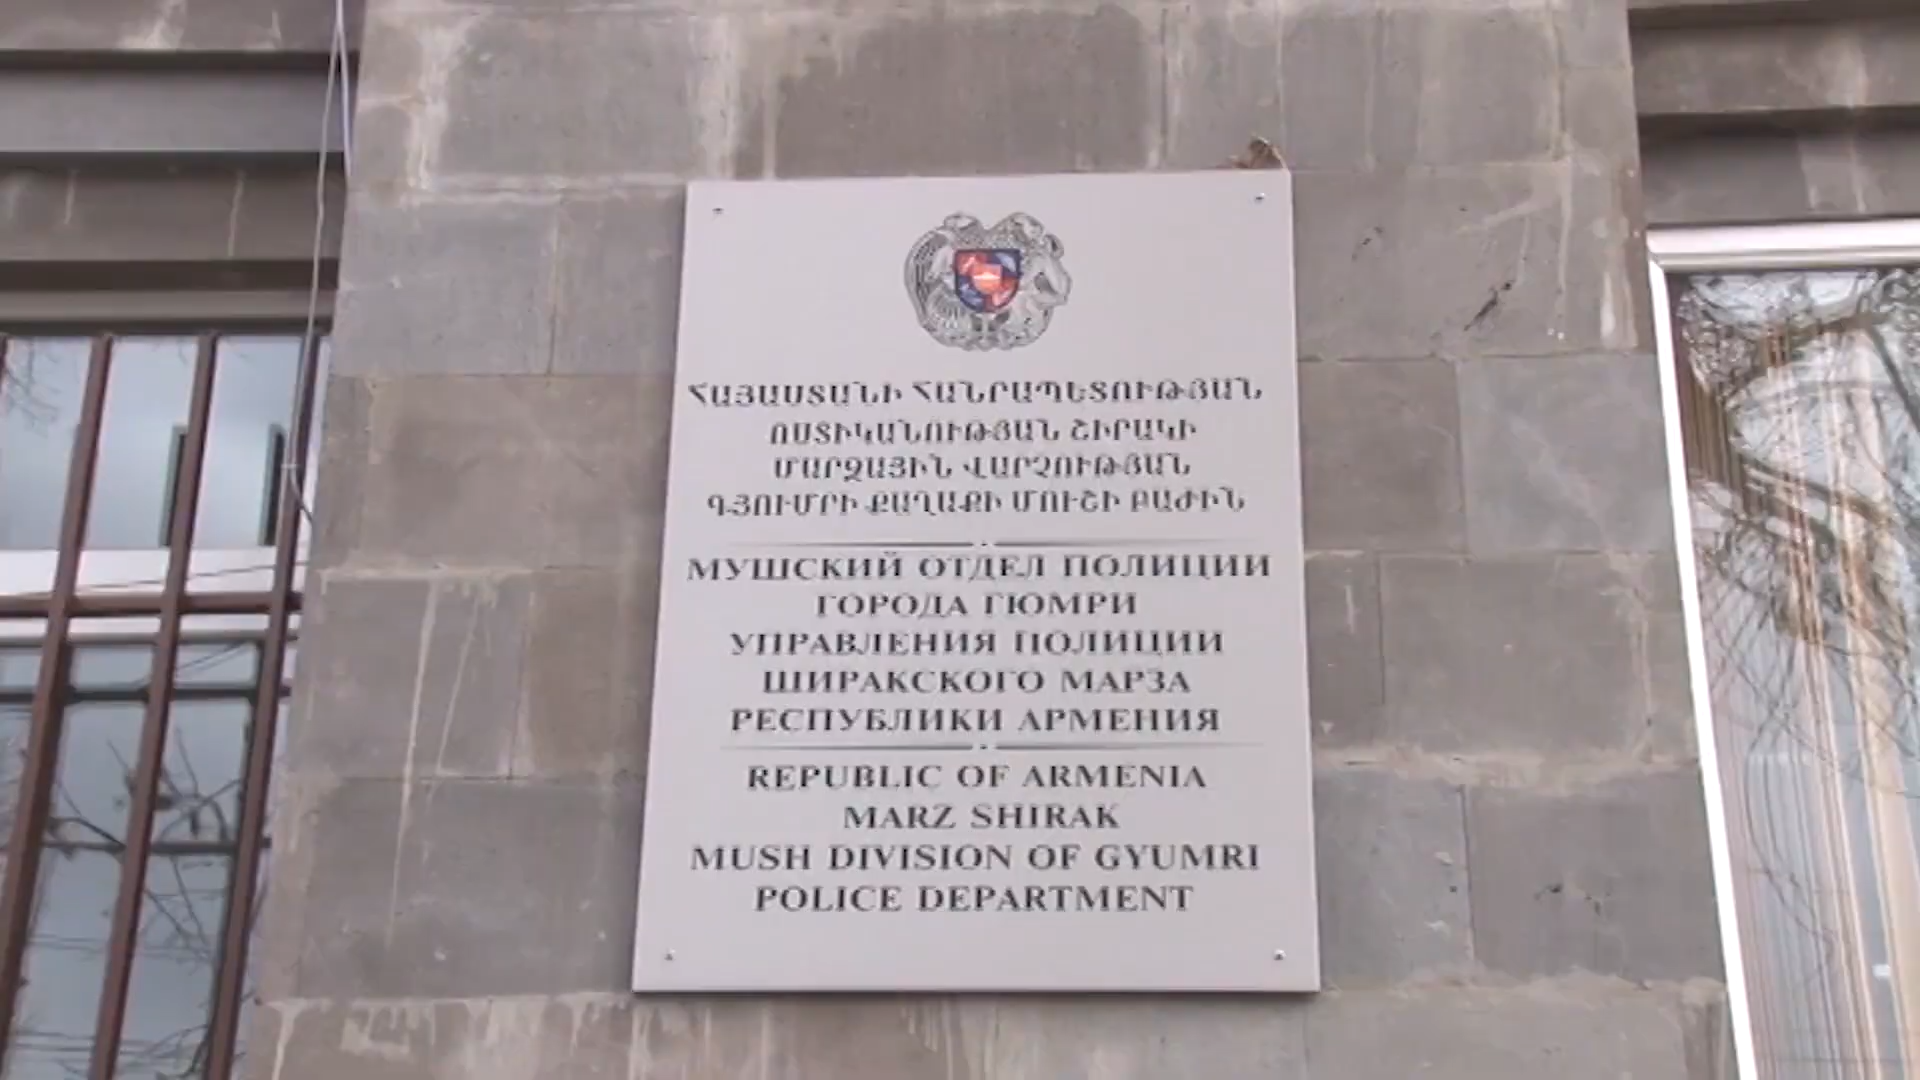 ՀԱՅԱՍՏԱՆԻ ՀԱՆՐԱՊԵՏՈՒԹՅԱՆ
ՈՍՏԻԿԱՆՈՒԹՅԱՆ ՇԻՐԱԿԻ
ՄԱՐԶԱՅԻՆ ՎԱՐՉՈՒԹՅԱՆ
ԳՅՈՒՄՐԻ ՔԱՂԱՔԻ ՄՈՒՇԻ ԲԱԺԻՆ
МУШСКИЙ ОТДЕЛ ПОЛИЦИИ
ГОРОДА ГЮМРИ
УПРАВЛЕНИЯ ПОЛИЦИИ
ШИРАКСКОГО МАРЗА
РЕСПУБЛИКИ АРМЕНИЯ
REPUBLIC OF ARMENIA
MARZ SHIRAK
MUSH DIVISION OF GYUMRI
POLICE DEPARTMENT